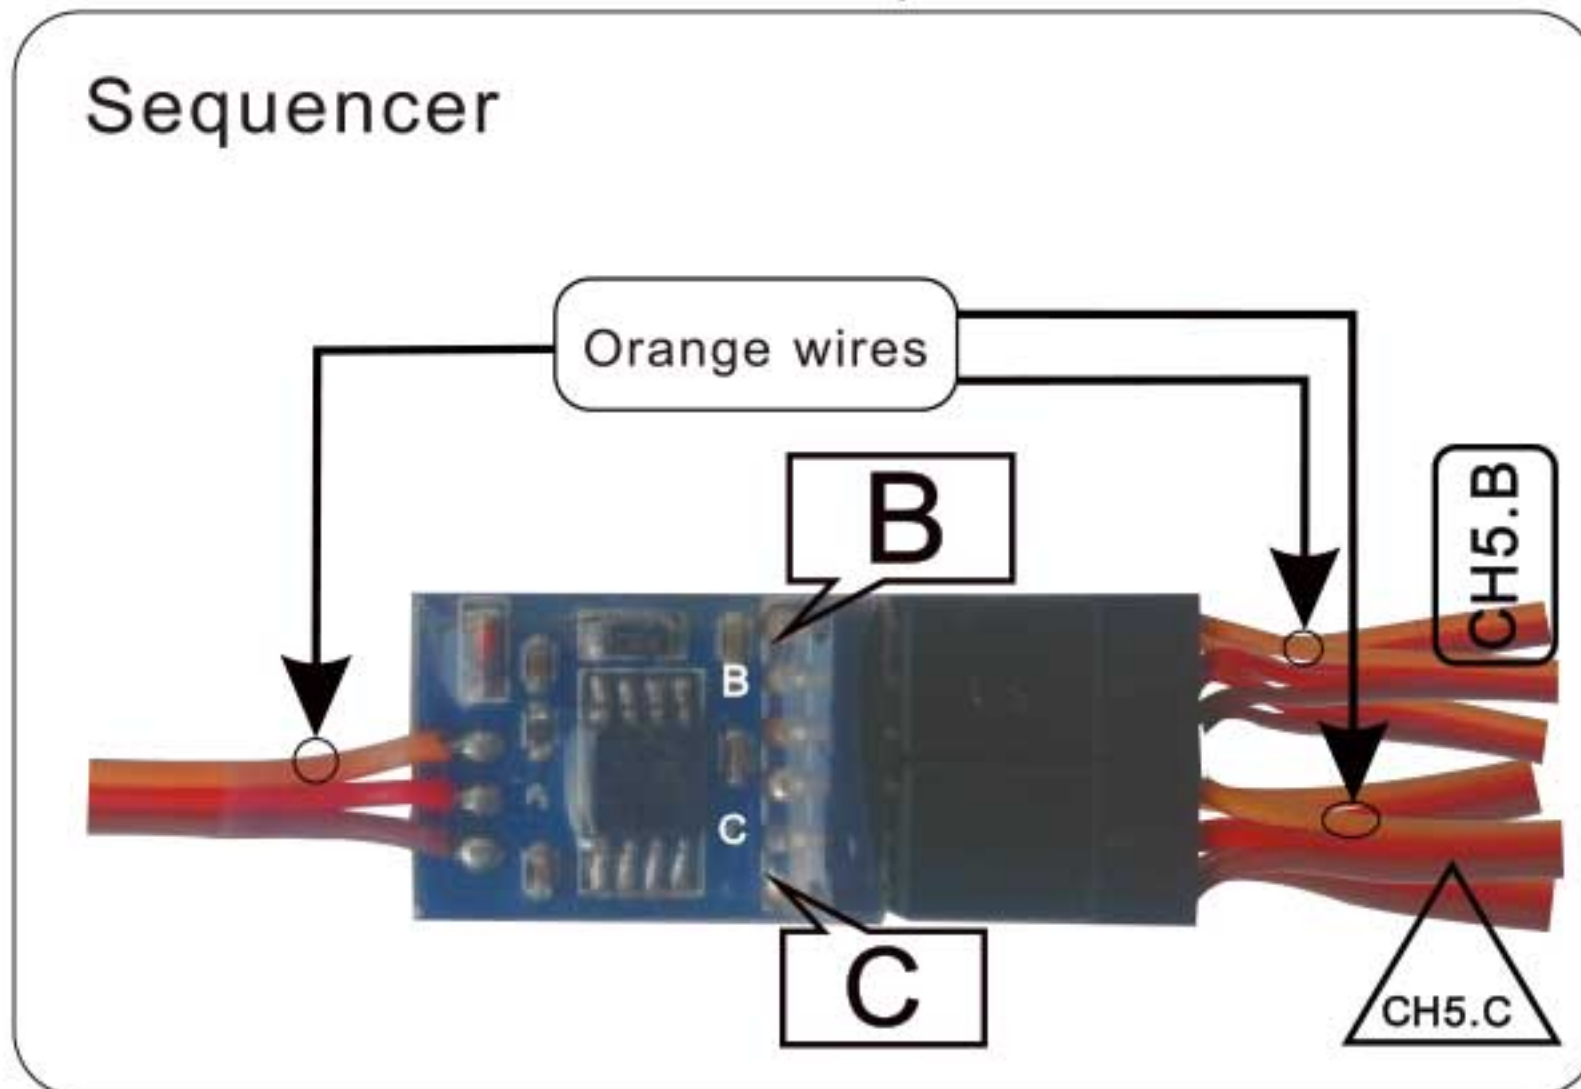 Sequencer
Orange wires
B
CH5.B
B
C
C
CH5.C